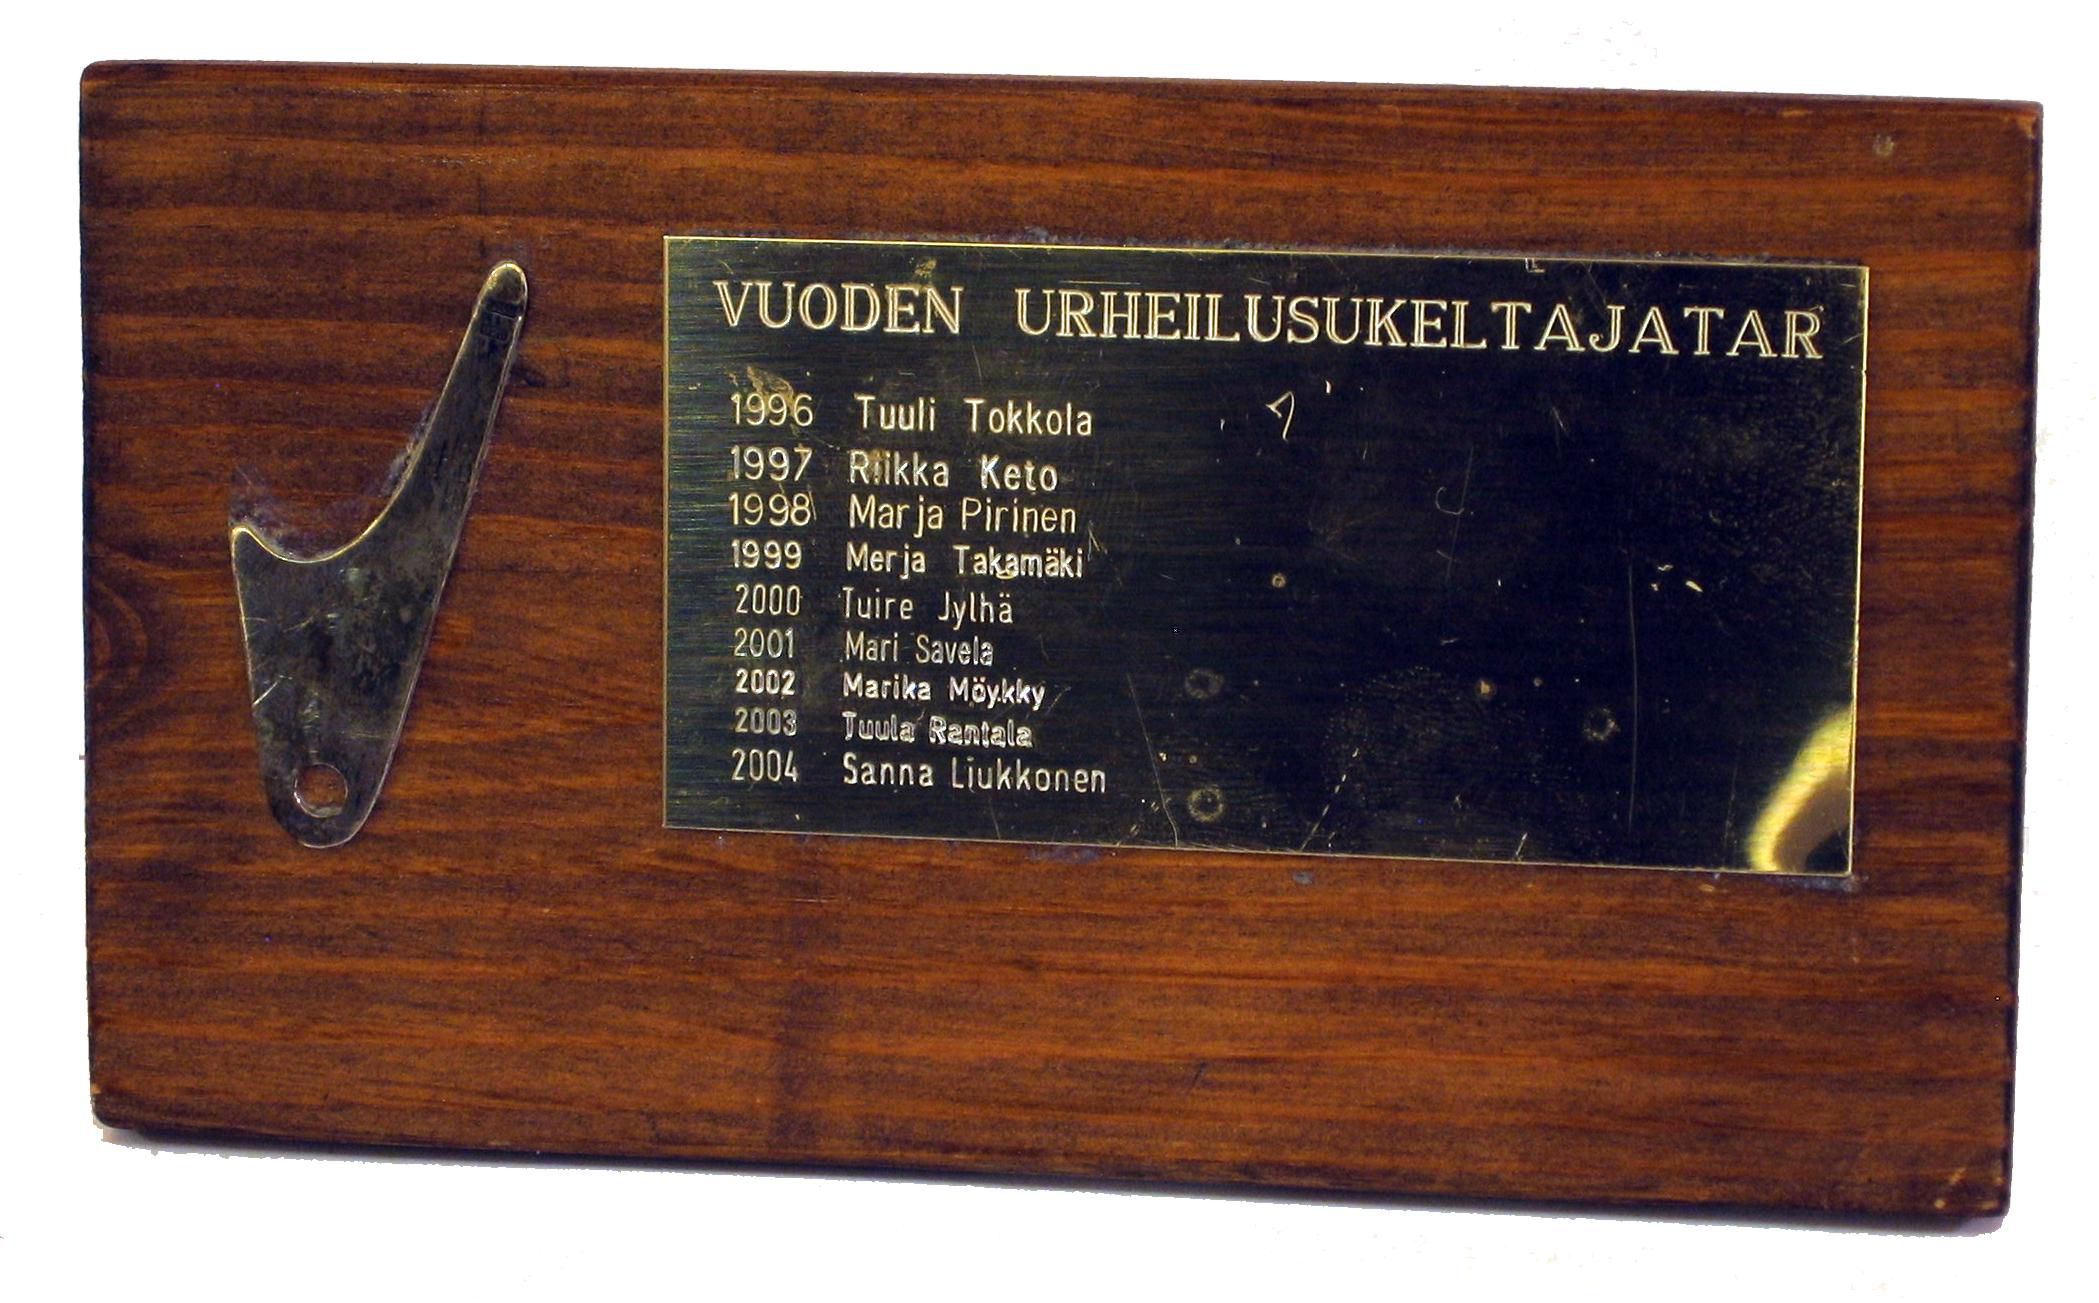 VUODEN URHEILUSUKELTAJATAR
1996 Tuuli Tokkola
1997 Riikka Keto
1998 Marja Pirinen
1999 Merja Takamäki
2000 Tuire Jylhä
2001 Mari Savela
2002 Marika Möykky
2003 Tuula Rantala
2004 Sanna Liukkonen